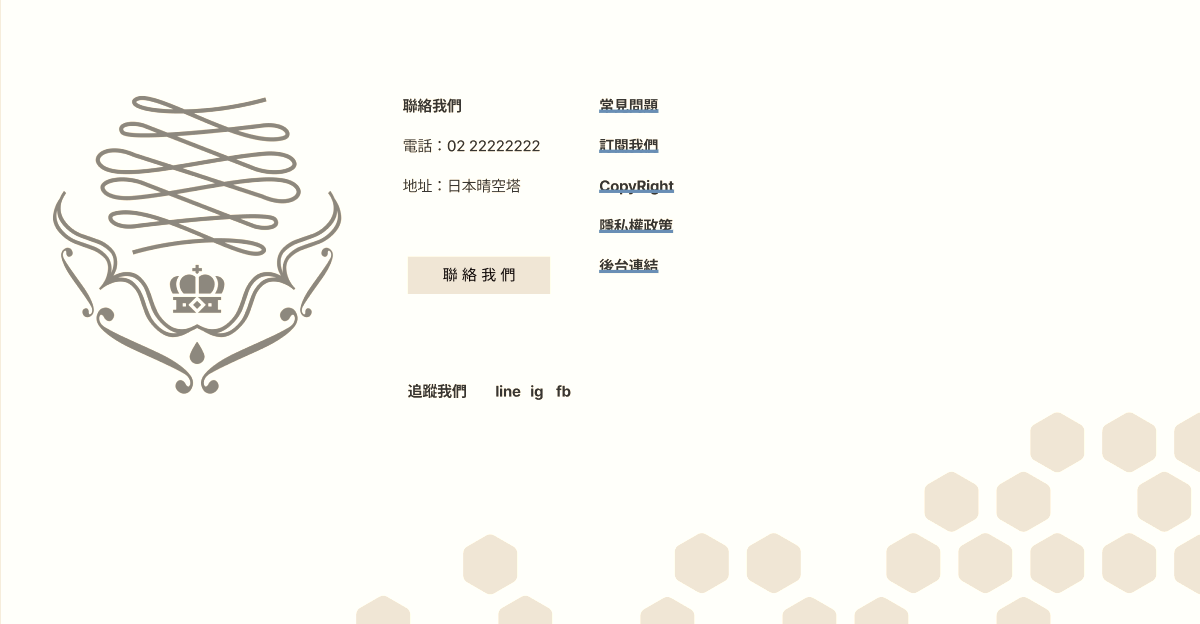 聯絡我們
電話：02 22222222
地址：日本晴空塔
聯絡我們
追蹤我們 line ig fb
常見問題
訂閱我們
CopyRight
隱私權政策
後台連結